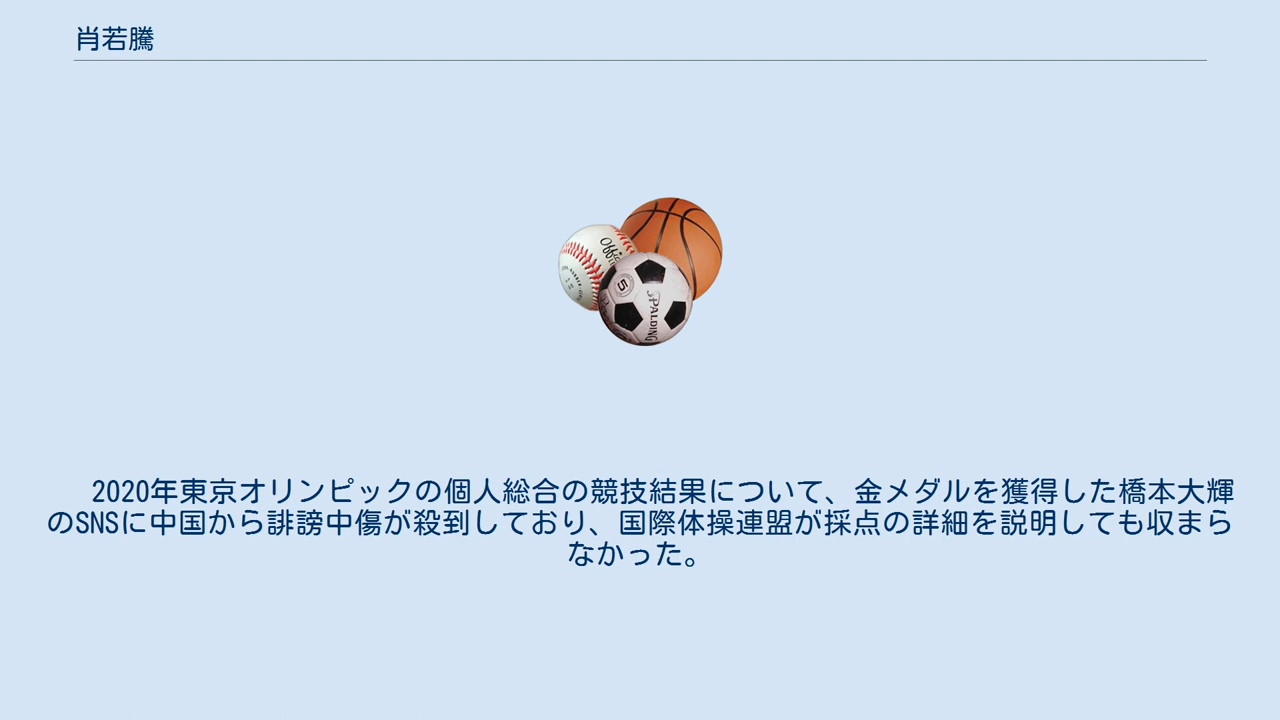 肖若騰
Official
5
SPALDING
2020年東京オリンピックの個人総合の競技結果について、金メダルを獲得した橋本大輝
のSNSに中国から誹謗中傷が殺到しており、国際体操連盟が採点の詳細を説明しても収まら
なかった。